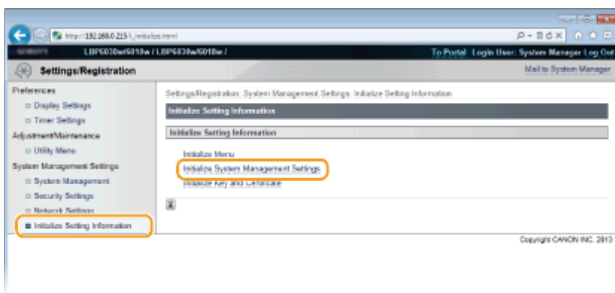 http://192.168.0.215/_initialize.html
LBP6030w/6018w / LBP6030w/6018w /
To Portal Login User: System Manager Log Out
Settings/Registration
Mail to System Manager
Preferences
Display Settings
Timer Settings
Adjustment/Maintenance
Utility Menu
System Management Settings
System Management
Security Settings
Network Settings
Initialize Setting Information
Settings/Registration: System Management Settings: Initialize Setting Information
Initialize Setting Information
Initialize Setting Information
Initialize Menu
Initialize System Management Settings
Initialize Key and Certificate
Copyright CANON INC. 2013